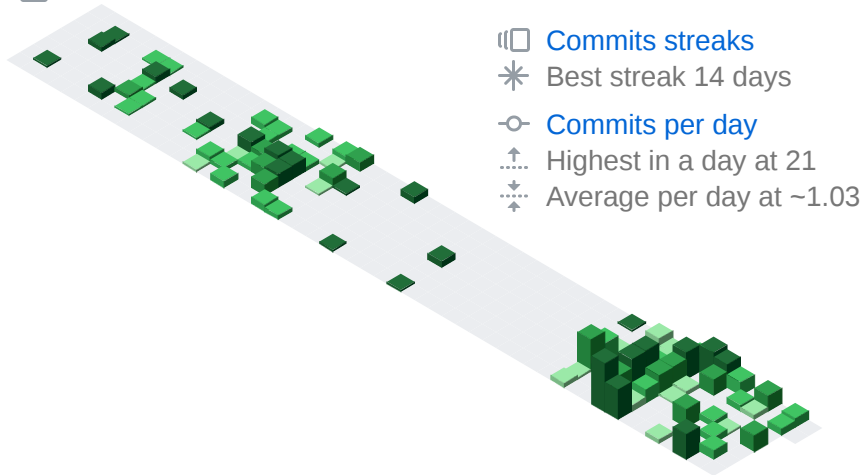 Commits streaks
Best streak 14 days
Commits per day
Highest in a day at 21
Average per day at ~1.03